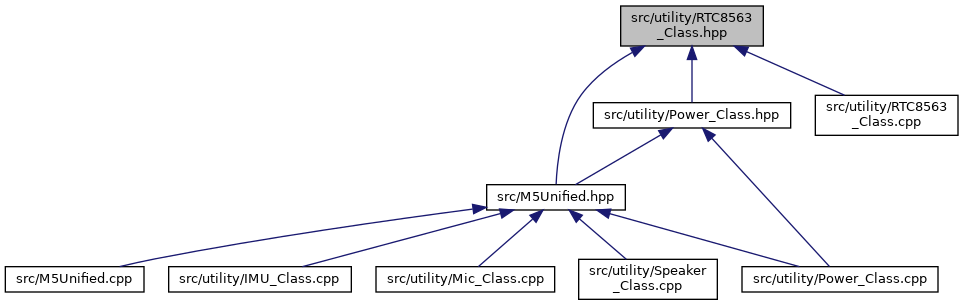 src/utility/RTC8563
_Class.hpp
src/utility/Power_Class.hpp
src/utility/RTC8563
_Class.cpp
src/M5Unified.hpp
src/M5Unified.cpp
src/utility/IMU_Class.cpp
src/utility/Mic_Class.cpp
src/utility/Speaker
_Class.cpp
src/utility/Power_Class.cpp